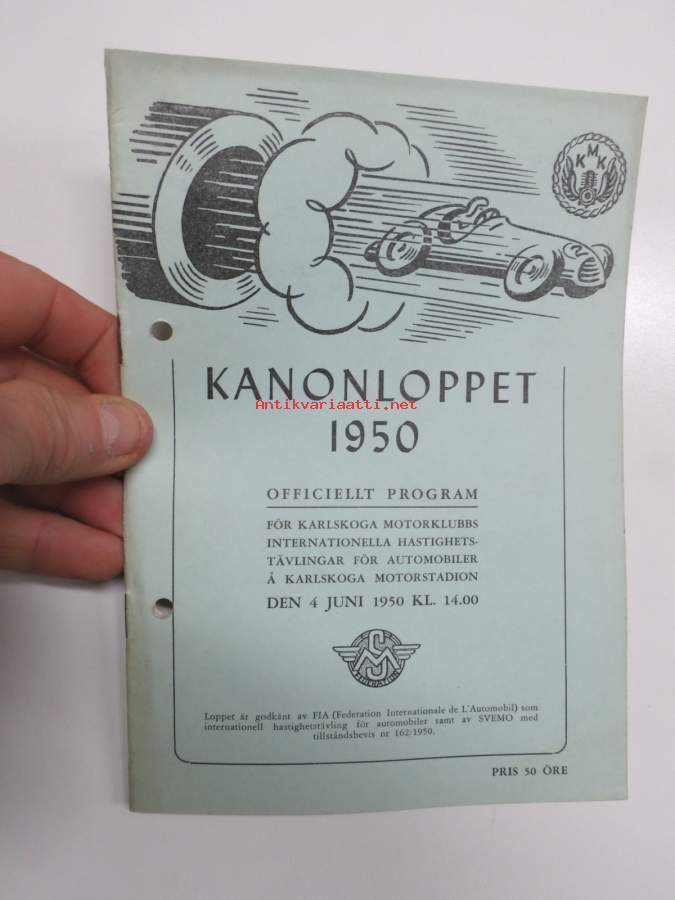 KMK
2
KANONLOPPET
Antikvariaatti.net
1950
OFFICIELLT PROGRAM
FÖR KARLSKOGA MOTORKLUBBS
INTERNATIONELLA HASTIGHETS-
TÄVLINGAR FÖR AUTOMOBILER
Å KARLSKOGA MOTORSTADION
DEN 4 JUNI 1950 KL. 14.00
Loppet är godkänt av FIA (Federation Internationale de L'Automobil) som
internationell hastighetstävling för automobiler samt av SVEMO med
tillståndsbevis nr 162/1950.
PRIS 50 ÖRE